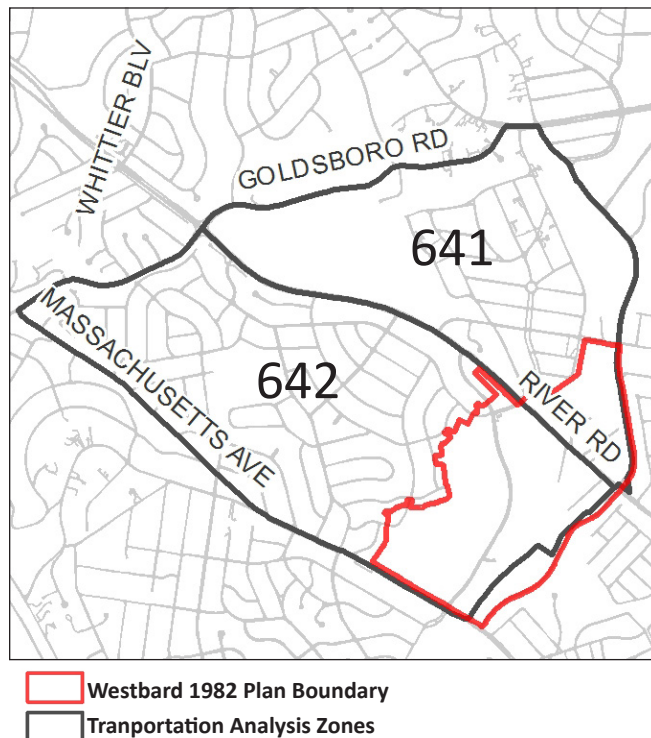 WHITTIER BLV
GOLDSBORO RD
641
MASSACHUSETTS AVE
642
RIVER RD
Westbard 1982 Plan Boundary
Tranportation Analysis Zones